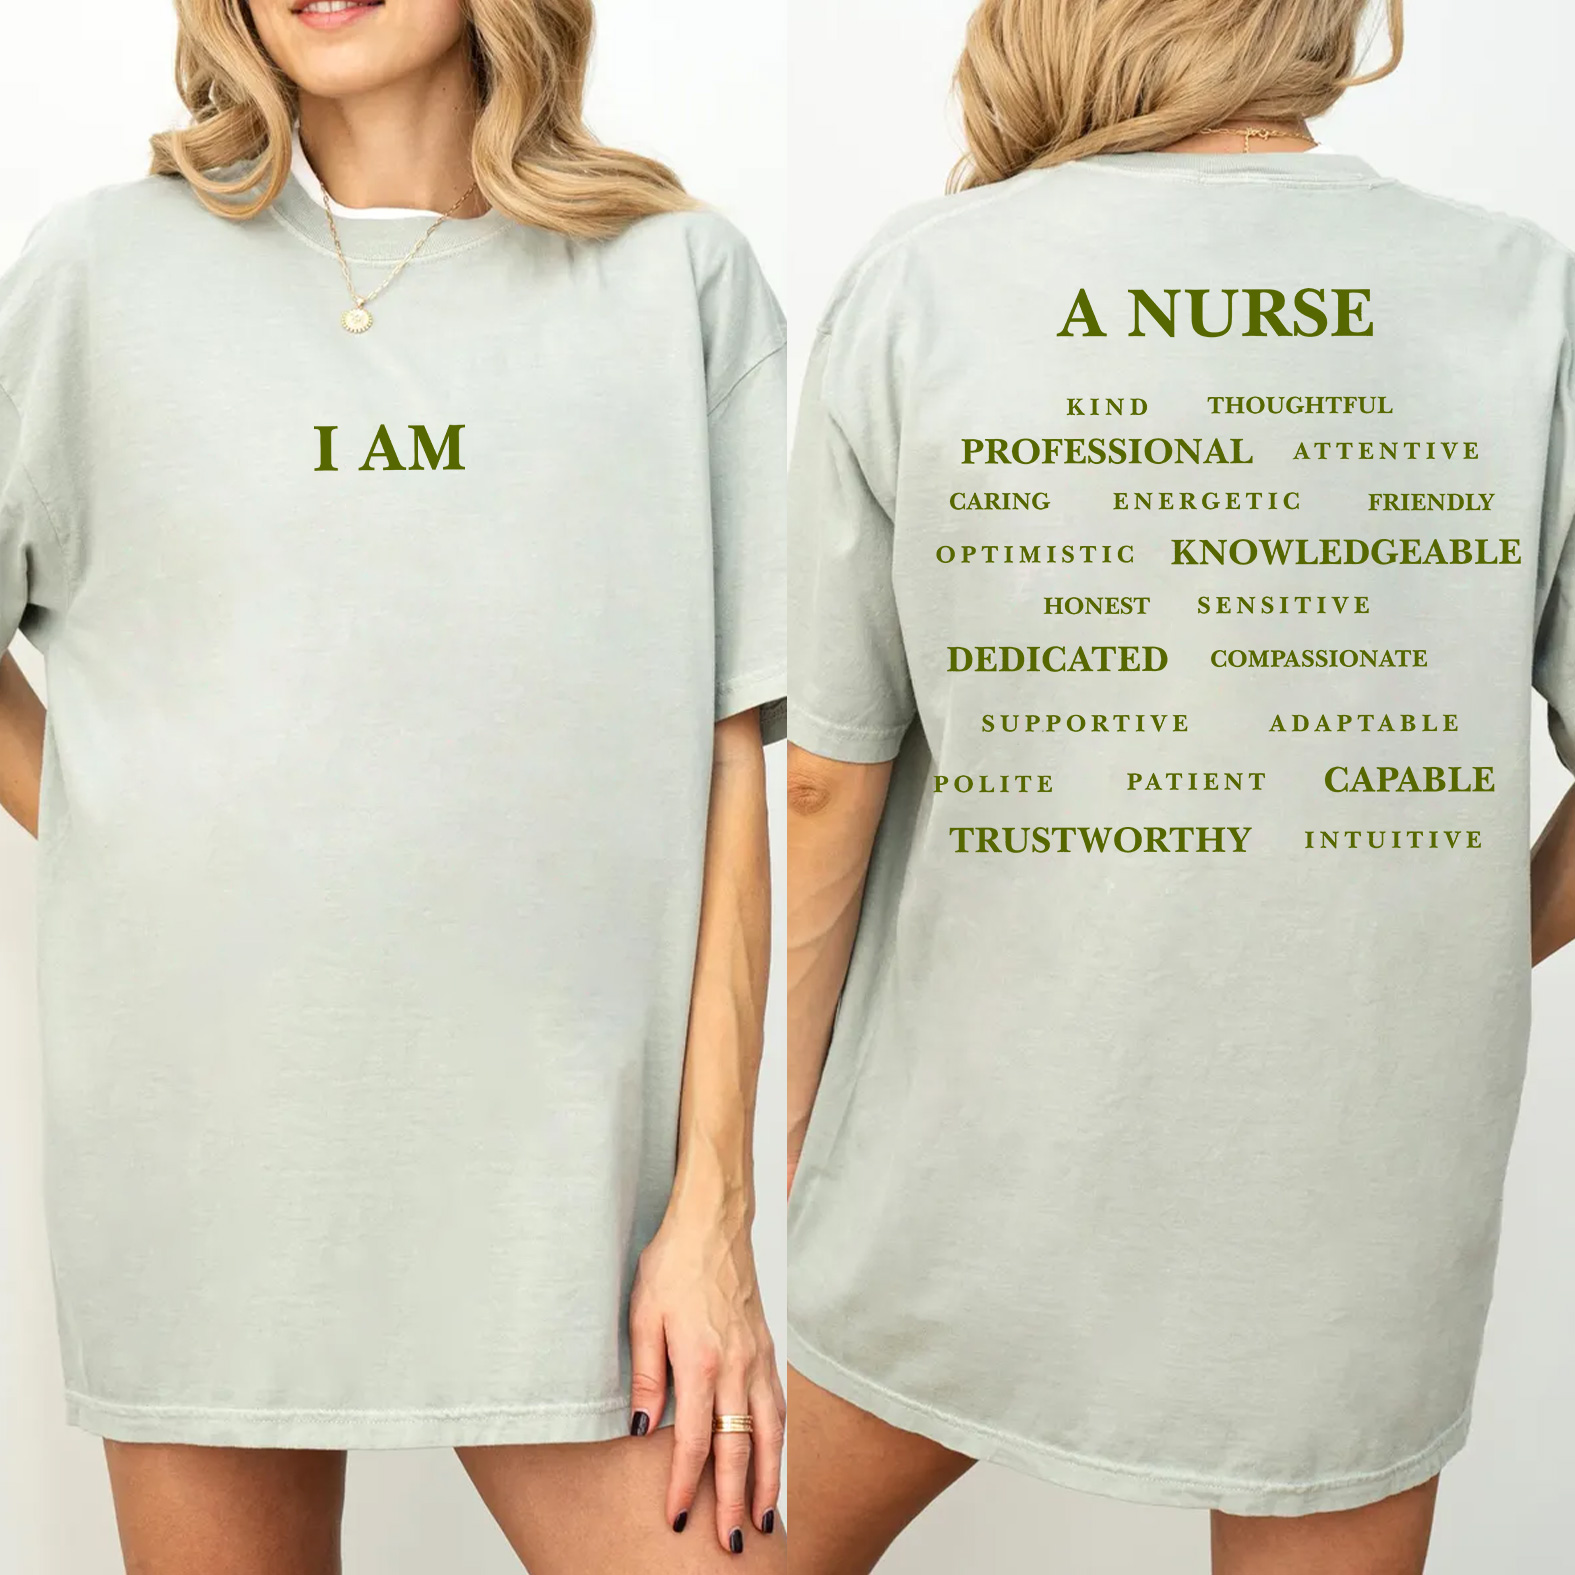 I AM
A NURSE
KIND THOUGHTFUL
PROFESSIONAL ATTENTIVE
CARING ENERGETIC FRIENDLY
OPTIMISTIC KNOWLEDGEABLE
HONEST SENSITIVE
DEDICATED COMPASSIONATE
SUPPORTIVE ADAPTABLE
POLITE PATIENT CAPABLE
TRUSTWORTHY INTUITIVE